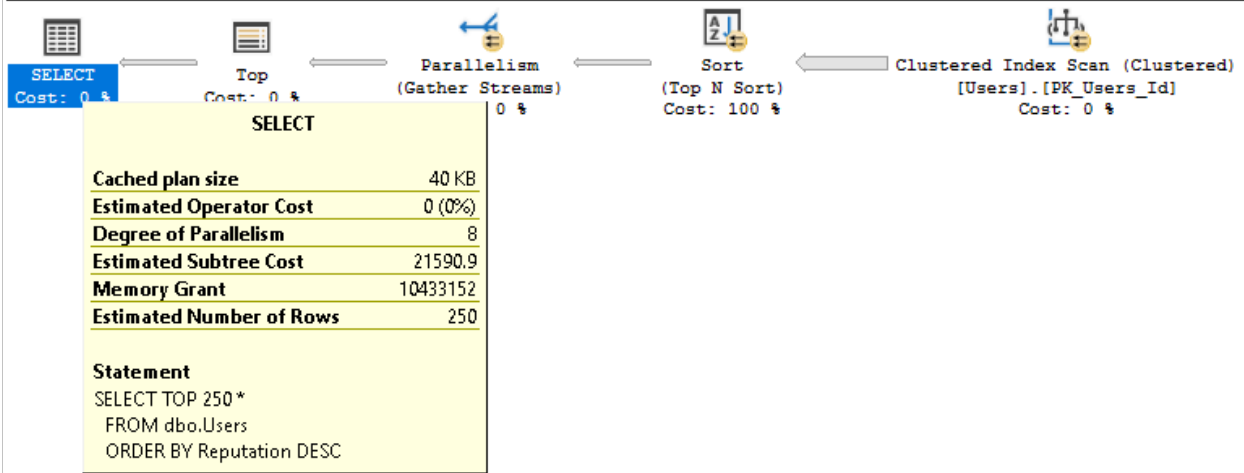 SELECT
Cost: 0 %
Top
Cost: 0 %
Parallelism
(Gather Streams)
0 %
Sort
(Top N Sort)
Cost: 100 %
Clustered Index Scan (Clustered)
[Users].[PK_Users_Id]
Cost: 0 %
SELECT
Cached plan size 40 KB
Estimated Operator Cost 0 (0%)
Degree of Parallelism 8
Estimated Subtree Cost 21590.9
Memory Grant 10433152
Estimated Number of Rows 250
Statement
SELECT TOP 250 *
FROM dbo.Users
ORDER BY Reputation DESC